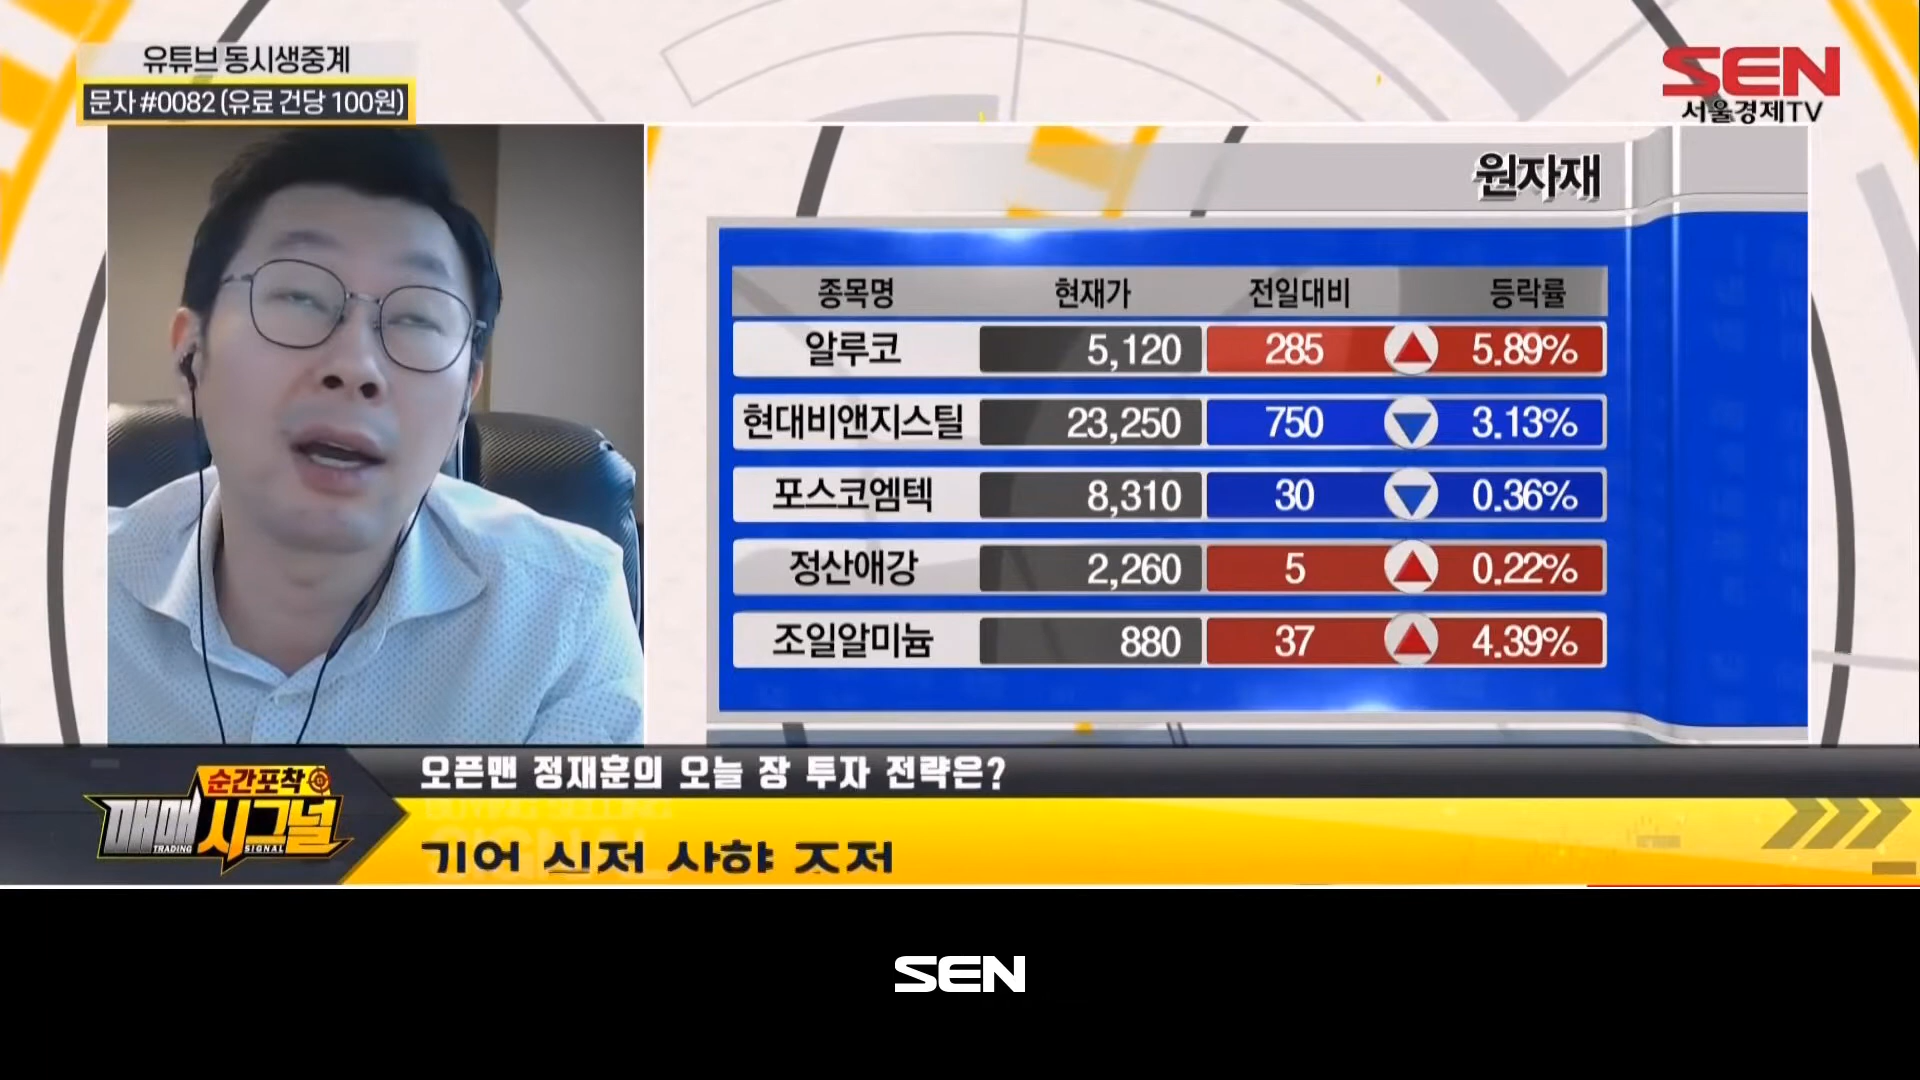 유튜브 동시생중계
문자 #0082 (유료 건당 100원)
SEN
서울경제TV
원자재
종목명 현재가 전일대비 등락률
알루코 5,120 285 5.89%
현대비앤지스틸 23,250 750 3.13%
포스코엠텍 8,310 30 0.36%
정산애강 2,260 5 0.22%
조일알미늄 880 37 4.39%
순간포착
매매 시그널
TRADING SIGNAL
오픈맨 정재훈의 오늘 장 투자 전략은?
SEN